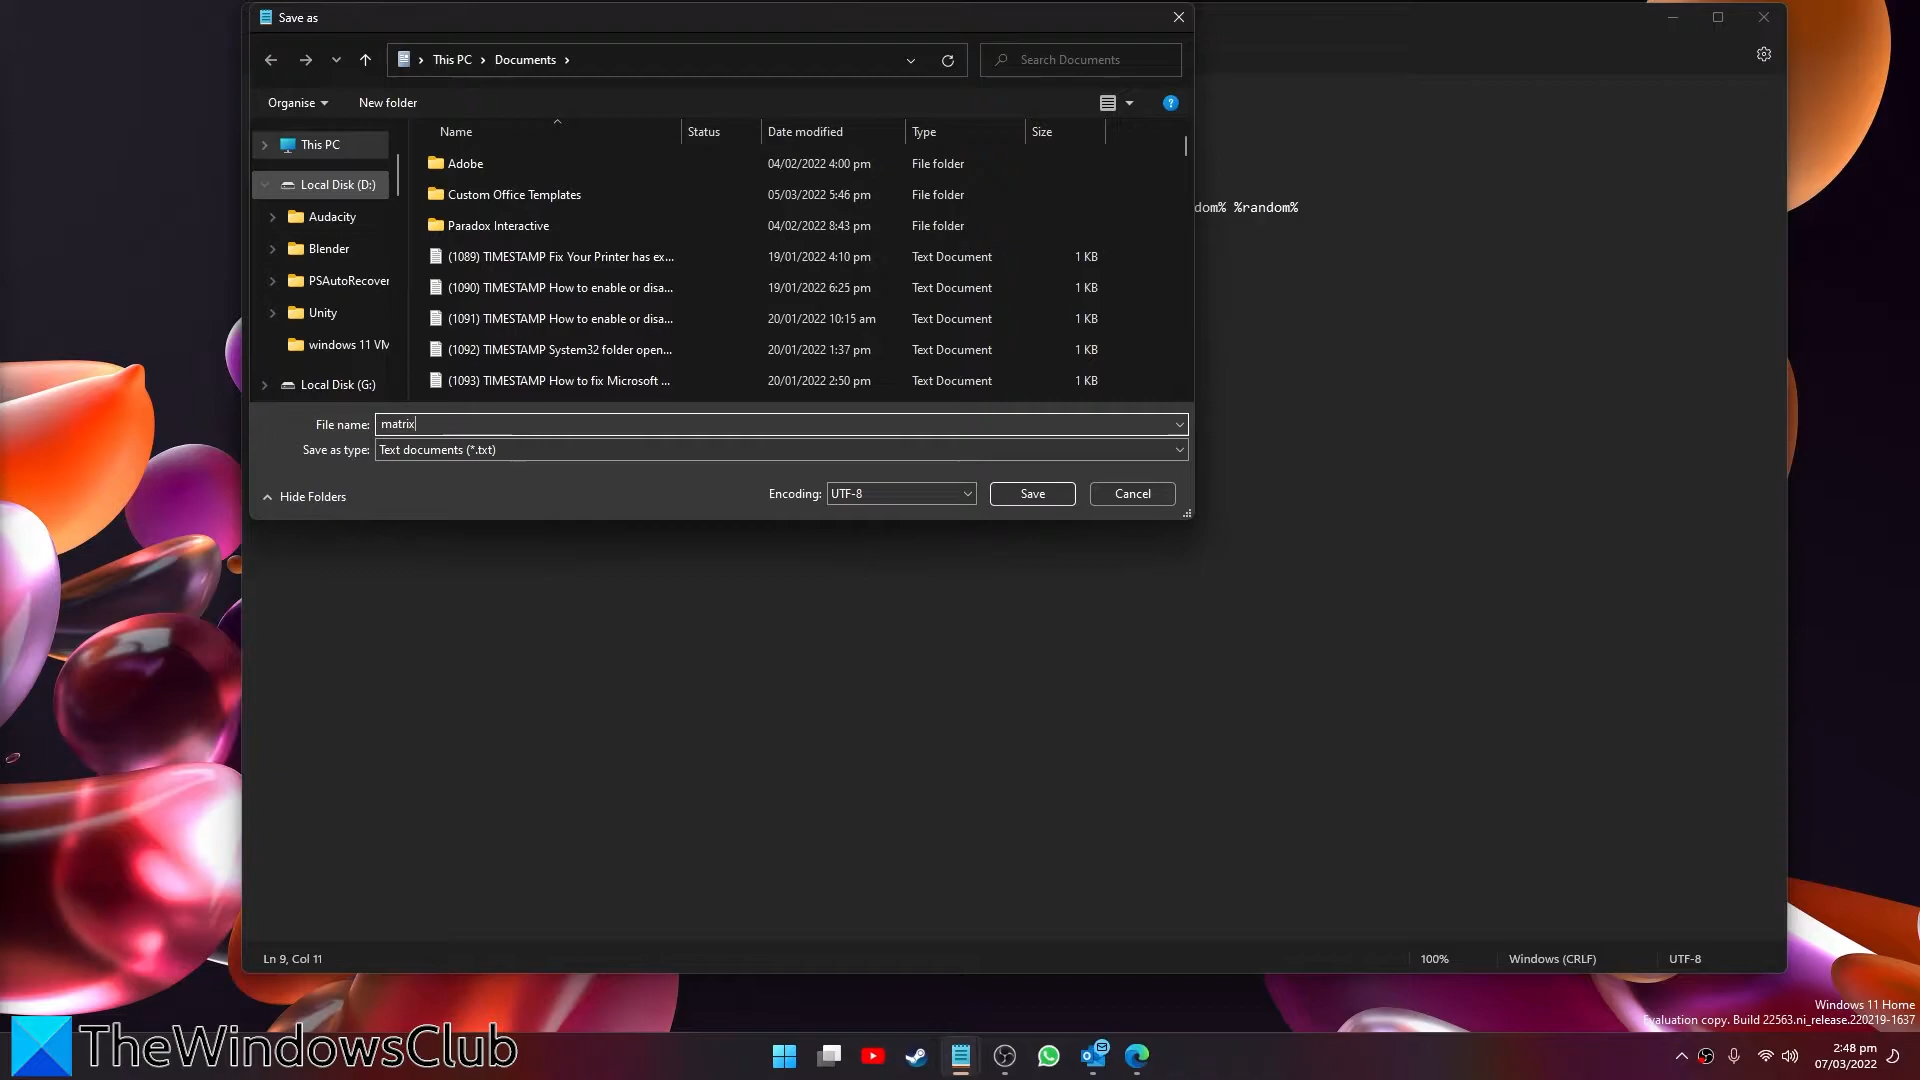 Save as
This PC
Documents
Search Documents
Organise
New folder
?
Name
Status
Date modified
Type
Size
This PC
Local Disk (D:)
Audacity
Blender
PSAutoRecover
Unity
windows 11 VM
Local Disk (G:)
Adobe 04/02/2022 4:00 pm File folder
Custom Office Templates 05/03/2022 5:46 pm File folder
Paradox Interactive 04/02/2022 8:43 pm File folder
(1089) TIMESTAMP Fix Your Printer has ex... 19/01/2022 4:10 pm Text Document 1 KB
(1090) TIMESTAMP How to enable or disa... 19/01/2022 6:25 pm Text Document 1 KB
(1091) TIMESTAMP How to enable or disa... 20/01/2022 10:15 am Text Document 1 KB
(1092) TIMESTAMP System32 folder open... 20/01/2022 1:37 pm Text Document 1 KB
(1093) TIMESTAMP How to fix Microsoft ... 20/01/2022 2:50 pm Text Document 1 KB
dom% %random%
File name: matrix
Save as type: Text documents (*.txt)
Hide Folders
Encoding: UTF-8
Save
Cancel
Ln 9, Col 11
100%
Windows (CRLF)
UTF-8
Windows 11 Home
Evaluation copy. Build 22563.ni_release.220219-1637
TheWindowsClub
2:48 pm
07/03/2022